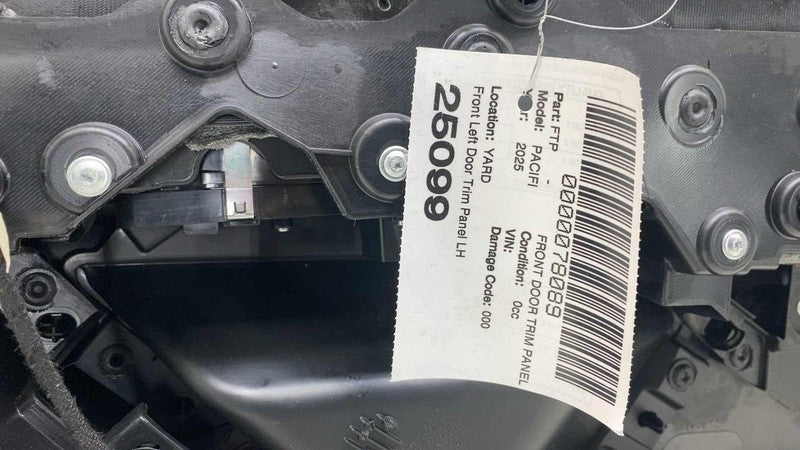 0000078089
Part: FTP - FRONT DOOR TRIM PANEL
Model: PACIFI Condition: 0cc
Year: 2025 VIN:
Location: YARD Damage Code: 000
Front Left Door Trim Panel LH
25099